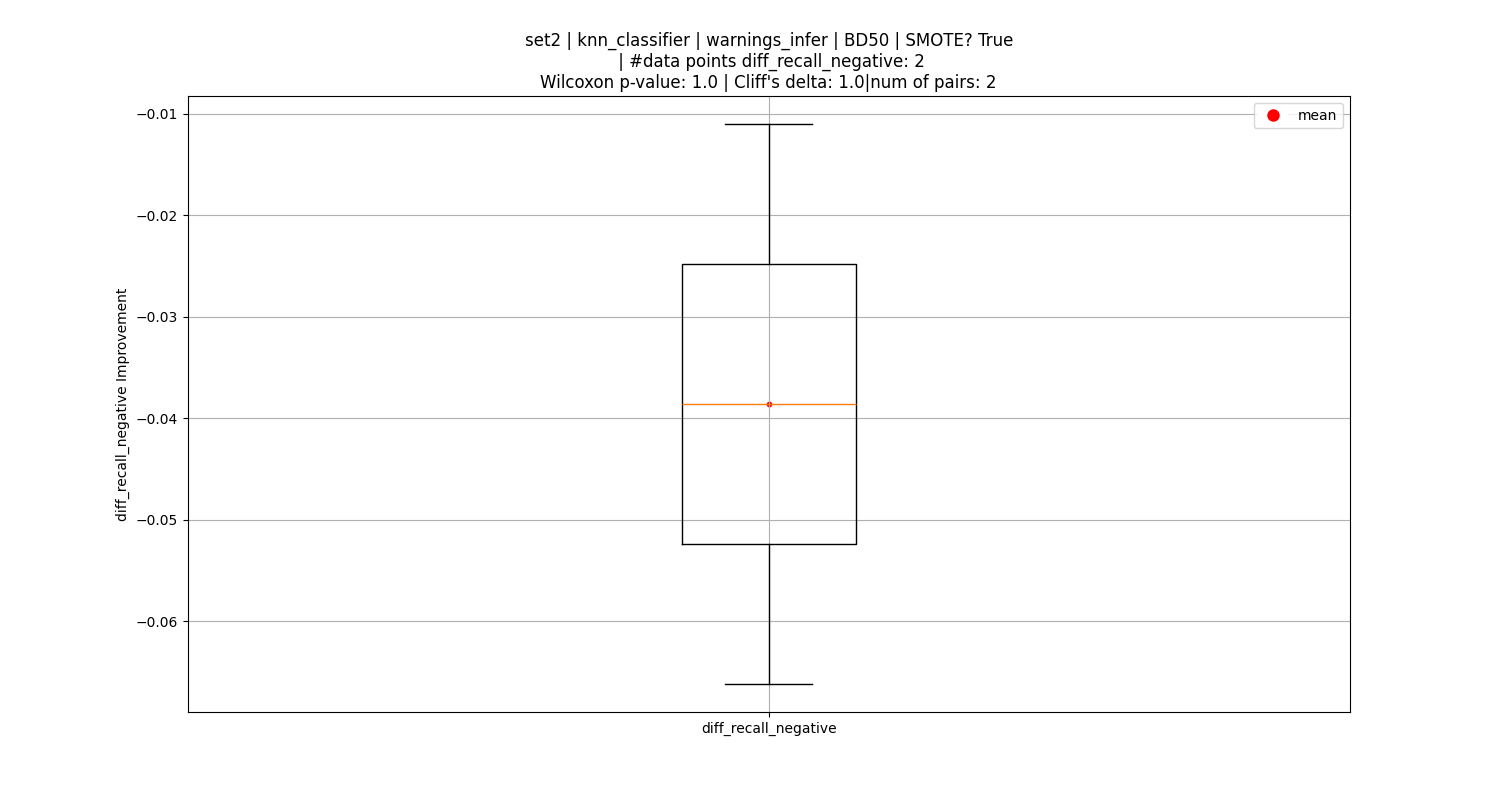 set2 | knn_classifier | warnings_infer | BD50 | SMOTE? True
| #data points diff_recall_negative: 2
Wilcoxon p-value: 1.0 | Cliff's delta: 1.0|num of pairs: 2
mean
−0.01
−0.02
−0.03
−0.04
−0.05
−0.06
diff_recall_negative Improvement
diff_recall_negative